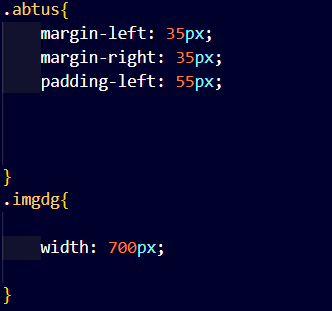 .abtus{
margin-left: 35px;
margin-right: 35px;
padding-left: 55px;
}
.imgdg{
width: 700px;
}